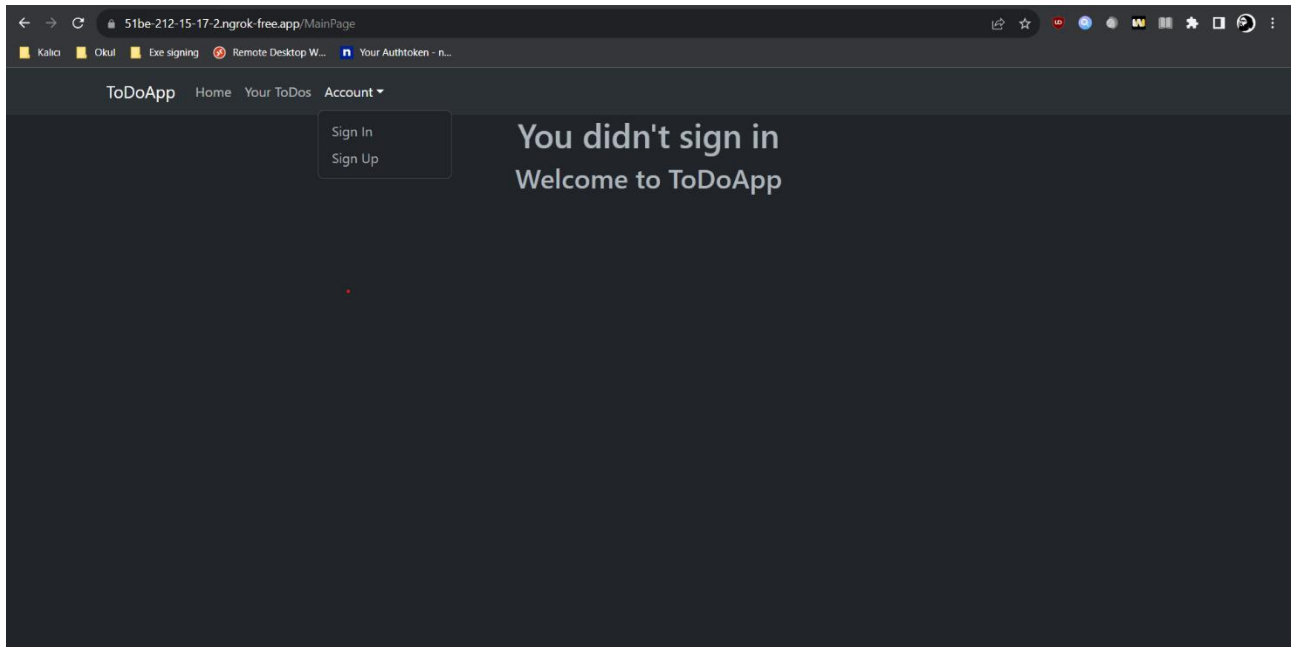 51be-212-15-17-2.ngrok-free.app/MainPage
Kalıcı Okul Exe signing Remote Desktop W... n Your Authtoken - n...
ToDoApp Home Your ToDos Account
Sign In
Sign Up
You didn't sign in
Welcome to ToDoApp